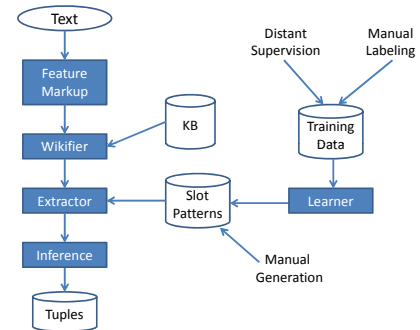 Text
Distant
Supervision
Manual
Labeling
Feature
Markup
KB
Training
Data
Wikifier
Extractor
Slot
Patterns
Learner
Inference
Manual
Generation
Tuples